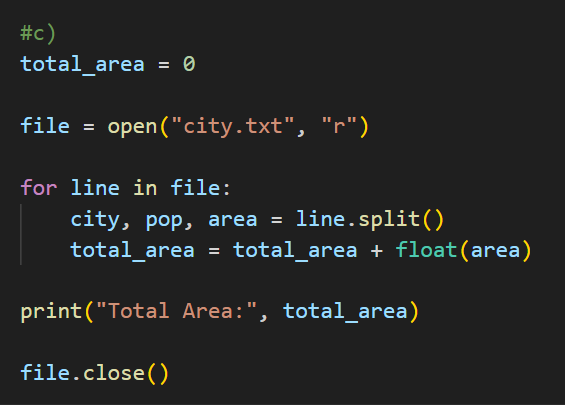 #c)
total_area = 0
file = open("city.txt", "r")
for line in file:
    city, pop, area = line.split()
    total_area = total_area + float(area)
print("Total Area:", total_area)
file.close()